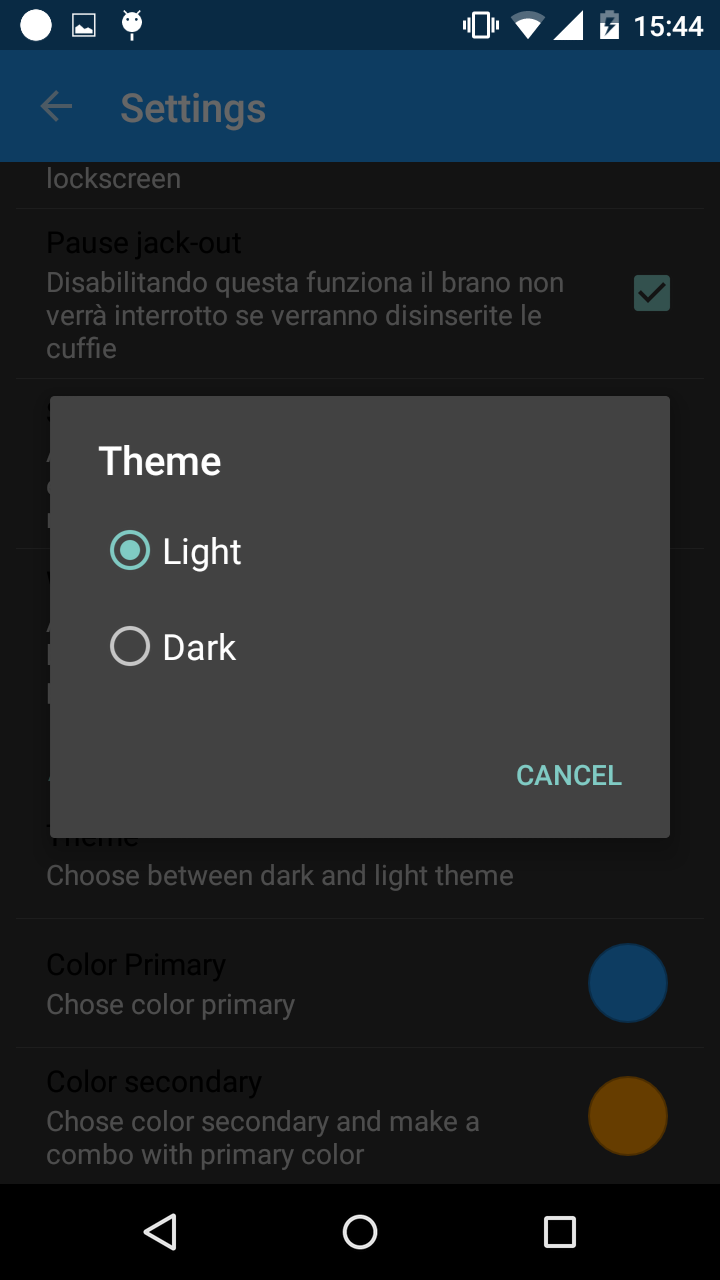 15:44
Settings
lockscreen
Pause jack-out
Disabilitando questa funziona il brano non
verrà interrotto se verranno disinserite le
cuffie
Theme
Light
Dark
CANCEL
Theme
Choose between dark and light theme
Color Primary
Chose color primary
Color secondary
Chose color secondary and make a
combo with primary color